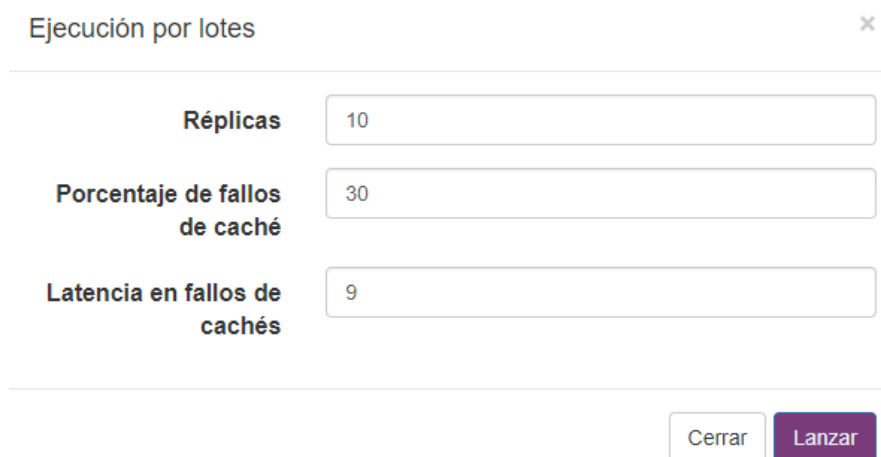 Ejecución por lotes ×
Réplicas 10
Porcentaje de fallos 30
de caché
Latencia en fallos de 9
cachés
Cerrar Lanzar